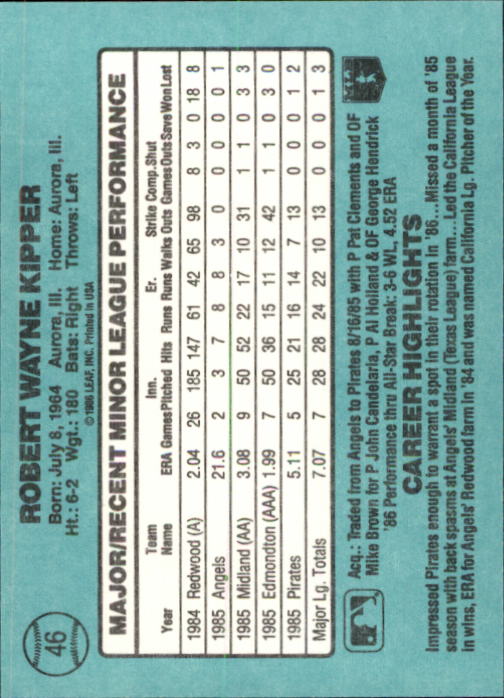 46
ROBERT WAYNE KIPPER
Born: July 8, 1964 Aurora, Ill. Home: Aurora, Ill.
Ht.: 6-2 Wgt.: 180 Bats: Right Throws: Left
©1986 LEAF, INC. Printed in USA
MAJOR/RECENT MINOR LEAGUE PERFORMANCE
Team Inn. Er. Strike Comp. Shut
Year Name ERA Games Pitched Hits Runs Runs Walks Outs Games Outs Save Won Lost
1984 Redwood (A) 2.04 26 185 147 61 42 65 98 8 3 0 18 8
1985 Angels 21.6 2 3 7 8 8 3 0 0 0 0 0 1
1985 Midland (AA) 3.08 9 50 52 22 17 10 31 1 1 0 3 3
1985 Edmondton (AAA) 1.99 7 50 36 15 11 12 42 1 1 0 3 0
1985 Pirates 5.11 5 25 21 16 14 7 13 0 0 0 1 2
Major Lg. Totals 7.07 7 28 28 24 22 10 13 0 0 0 1 3
Acq.: Traded from Angels to Pirates 8/16/85 with P Pat Clements and OF
Mike Brown for P John Candelaria, P Al Holland & OF George Hendrick
'86 Performance thru All-Star Break: 3-6 WL, 4.52 ERA
CAREER HIGHLIGHTS
Impressed Pirates enough to warrant a spot in their rotation in '86...Missed a month of '85
season with back spasms at Angels' Midland (Texas League) farm.... Led the California League
in wins, ERA for Angels' Redwood farm in '84 and was named California Lg. Pitcher of the Year.